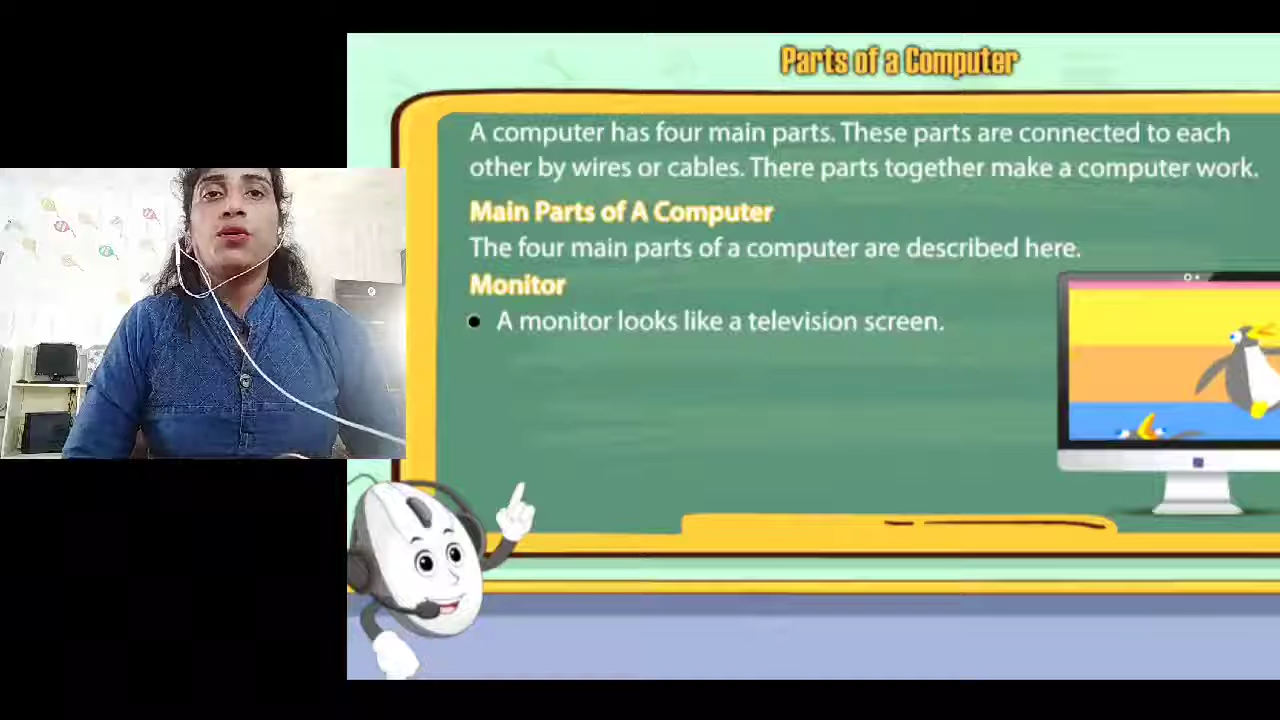 Parts of a Computer
A computer has four main parts. These parts are connected to each
other by wires or cables. There parts together make a computer work.
Main Parts of A Computer
The four main parts of a computer are described here.
Monitor
A monitor looks like a television screen.